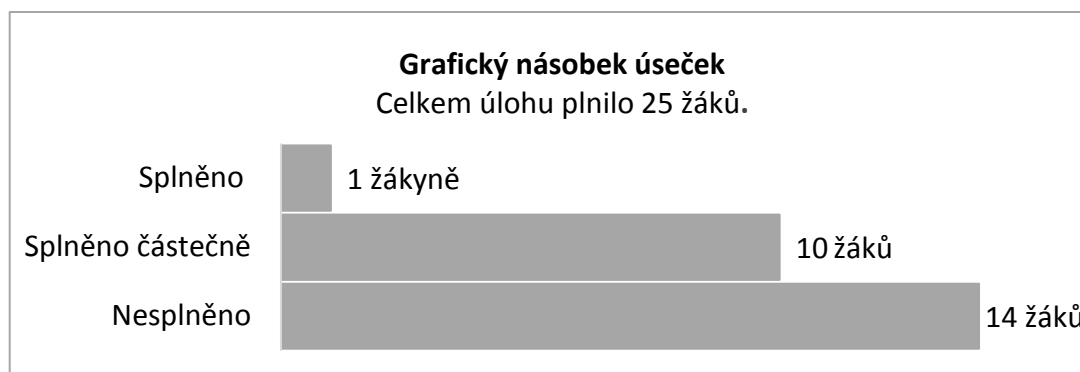 Grafický násobek úseček
Celkem úlohu plnilo 25 žáků.
Splněno
1 žákyně
Splněno částečně
10 žáků
Nesplněno
14 žáků